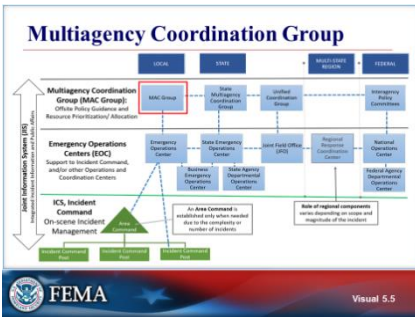 Multiagency Coordination Group
LOCAL
STATE
MULTI-STATE
REGION
FEDERAL
Multiagency Coordination
Group (MAC Group):
Offsite Policy Guidance and
Resource Prioritization/ Allocation
MAC Group
State
Multiagency
Coordination
Group
Unified
Coordination
Group
Interagency
Policy
Committees
Joint Information System (JIS)
Integrated Incident Information and Public Affairs
Emergency Operations
Centers (EOC)
Support to Incident Command,
and/or other Operations and
Coordination Centers
Emergency
Operations
Center
State Emergency
Operations
Center
Joint Field Office
(JFO)
Regional
Response
Coordination
Center
National
Operations
Center
Business
Emergency
Operations
Center
State Agency
Departmental
Operations
Center
Federal Agency
Departmental
Operations
Center
ICS, Incident
Command
On-scene Incident
Management
Area
Command
An Area Command is
established only when needed
due to the complexity or
number of incidents
Role of regional components
varies depending on scope and
magnitude of the incident
Incident Command
Post
Incident Command
Post
Incident Command
Post
FEMA
Visual 5.5